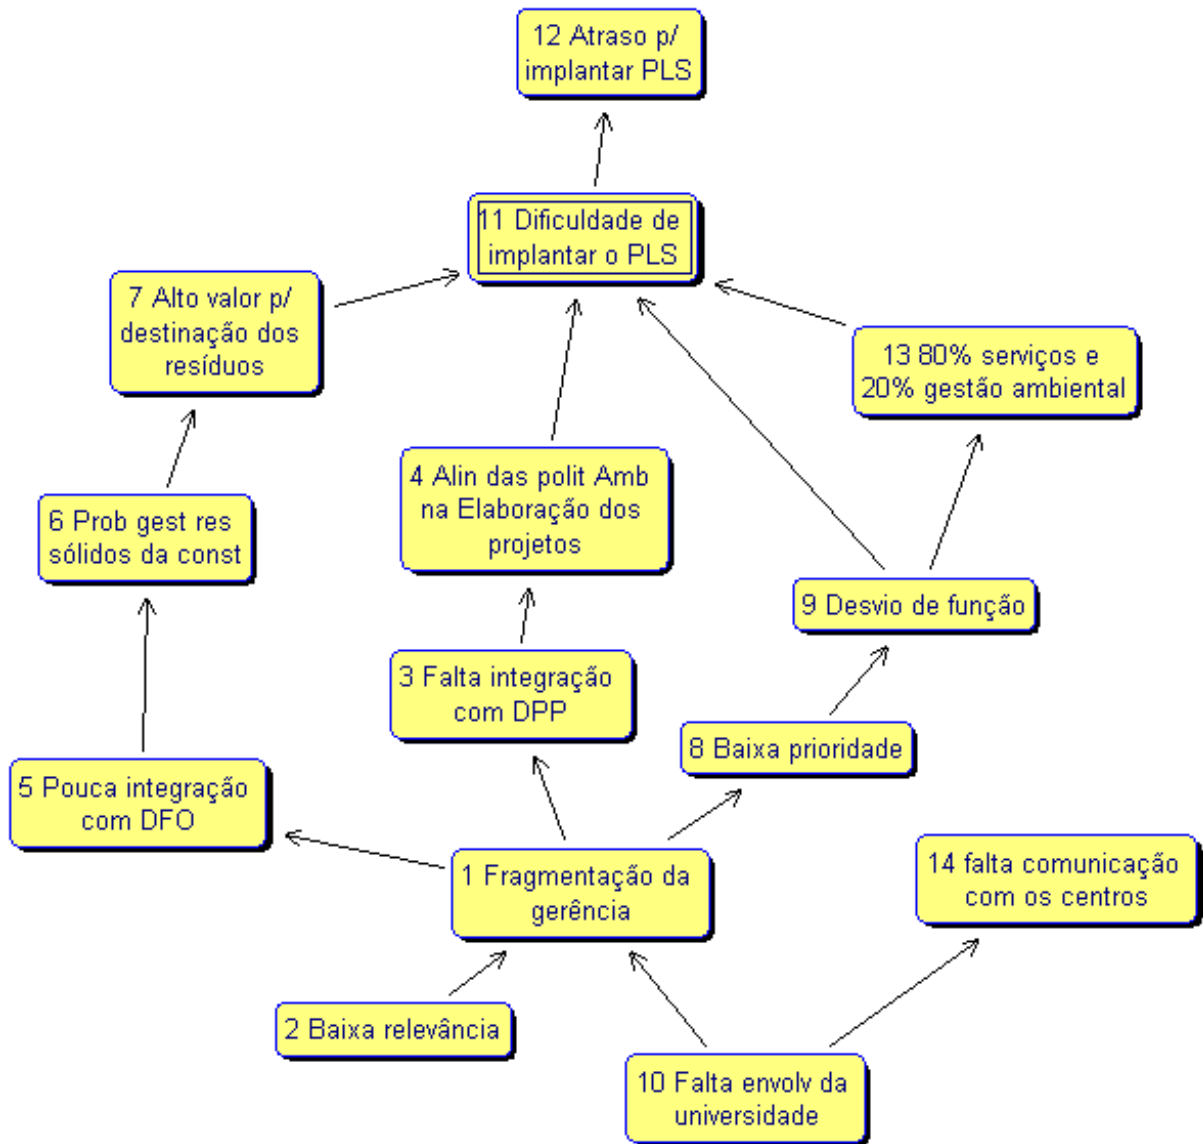 12 Atraso p/
implantar PLS
11 Dificuldade de
implantar o PLS
7 Alto valor p/
destinação dos
resíduos
13 80% serviços e
20% gestão ambiental
4 Alin das polit Amb
na Elaboração dos
projetos
6 Prob gest res
sólidos da const
9 Desvio de função
3 Falta integração
com DPP
8 Baixa prioridade
5 Pouca integração
com DFO
1 Fragmentação da
gerência
14 falta comunicação
com os centros
2 Baixa relevância
10 Falta envolv da
universidade